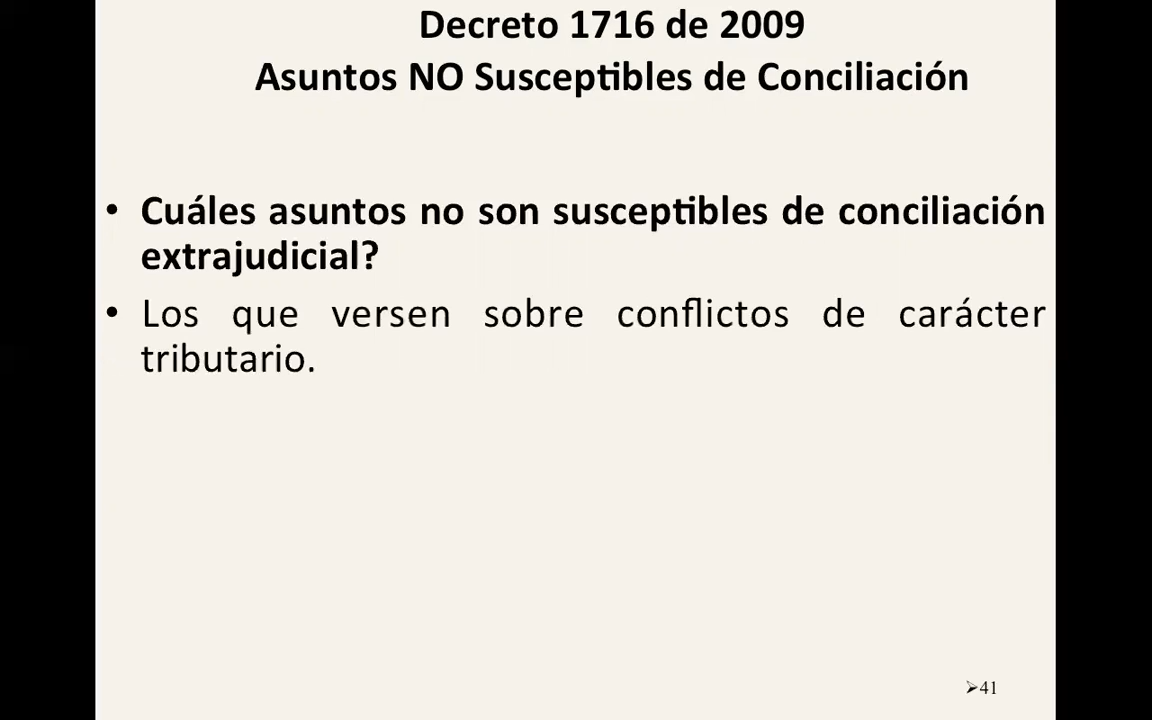 Decreto 1716 de 2009
Asuntos NO Susceptibles de Conciliación
• Cuáles asuntos no son susceptibles de conciliación
extrajudicial?
• Los que versen sobre conflictos de carácter
tributario.
➢41